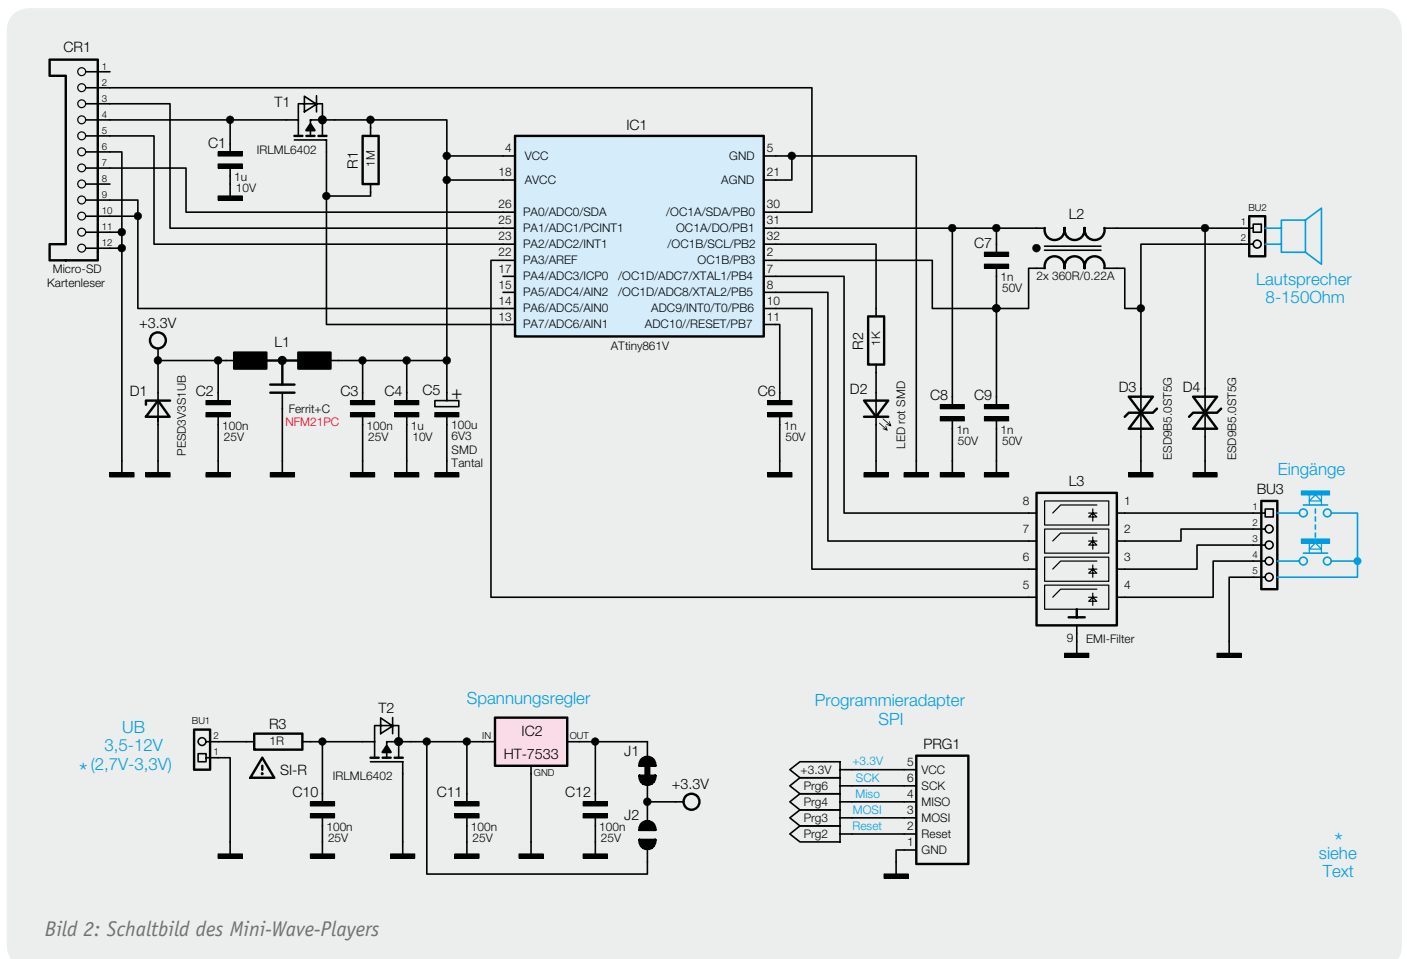 CR1
1
2
3
4
5
6
7
8
9
10
11
12
Micro-SD
Kartenleser
T1
IRLML6402
C1
1u
10V
R1
1M
IC1
ATtiny861V
4 VCC
18 AVCC
26 PA0/ADC0/SDA
25 PA1/ADC1/PCINT1
23 PA2/ADC2/INT1
22 PA3/AREF
17 PA4/ADC3/ICP0
15 PA5/ADC4/AIN2
14 PA6/ADC5/AIN0
13 PA7/ADC6/AIN1
GND 5
AGND 21
/OC1A/SDA/PB0 30
OC1A/DO/PB1 31
/OC1B/SCL/PB2 32
OC1B/PB3 2
/OC1D/ADC7/XTAL1/PB4 7
/OC1D/ADC8/XTAL2/PB5 8
ADC9/INT0/T0/PB6 10
ADC10//RESET/PB7 11
+3.3V
D1
PESD3V3S1UB
C2
100n
25V
L1
Ferrit+C
NFM21PC
C3
100n
25V
C4
1u
10V
C5
+
100u
6V3
SMD
Tantal
C6
1n
50V
R2
1K
D2
LED rot SMD
C8
1n
50V
C9
1n
50V
C7
1n
50V
L2
2x 360R/0.22A
D3
ESD9B5.0ST5G
D4
ESD9B5.0ST5G
BU2
1
2
Lautsprecher
8-150Ohm
L3
8
7
6
5
1
2
3
4
9
EMI-Filter
Eingänge
BU3
1
2
3
4
5
UB
3,5-12V
* (2,7V-3,3V)
BU1
2
1
R3
1R
SI-R
C10
100n
25V
T2
IRLML6402
Spannungsregler
IC2
HT-7533
IN
OUT
GND
C11
100n
25V
C12
100n
25V
J1
J2
+3.3V
Programmieradapter
SPI
PRG1
+3.3V +3.3V 5 VCC
Prg6 SCK 6 SCK
Prg4 Miso 4 MISO
Prg3 MOSI 3 MOSI
Prg2 Reset 2 Reset
1 GND
*
siehe
Text
Bild 2: Schaltbild des Mini-Wave-Players